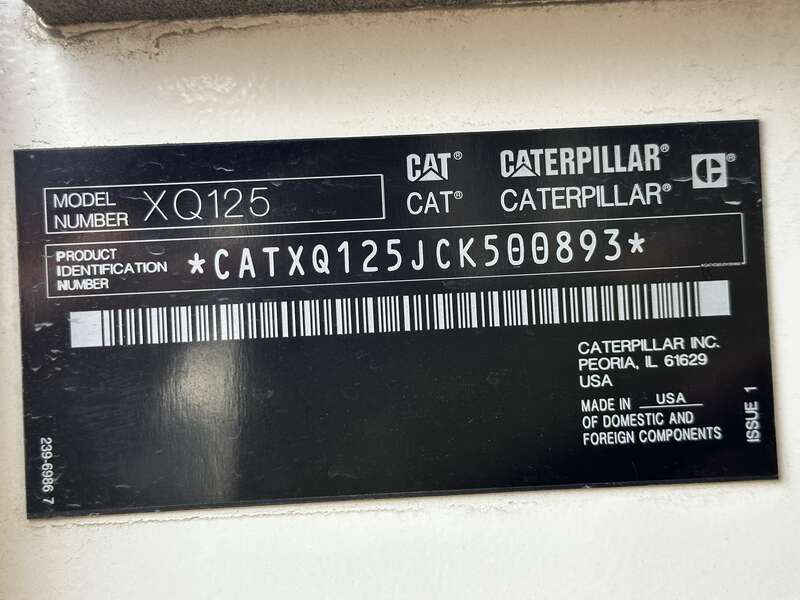 CAT® CATERPILLAR®
CAT® CATERPILLAR®
MODEL NUMBER XQ125
PRODUCT IDENTIFICATION NUMBER *CATXQ125JCK500893*
CATERPILLAR INC.
PEORIA, IL 61629
USA
MADE IN USA
OF DOMESTIC AND
FOREIGN COMPONENTS
ISSUE 1
239-6986 7